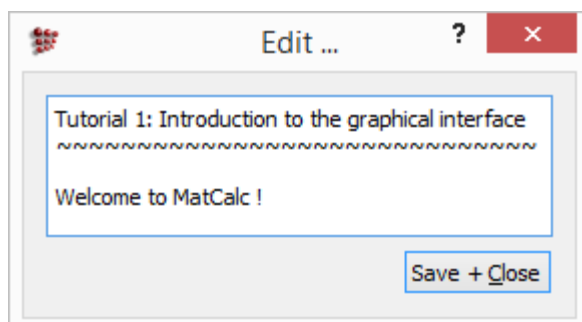 Edit ...
?
Tutorial 1: Introduction to the graphical interface
~~~~~~~~~~~~~~~~~~~~~~~~~~~~~~
Welcome to MatCalc !
Save + Close